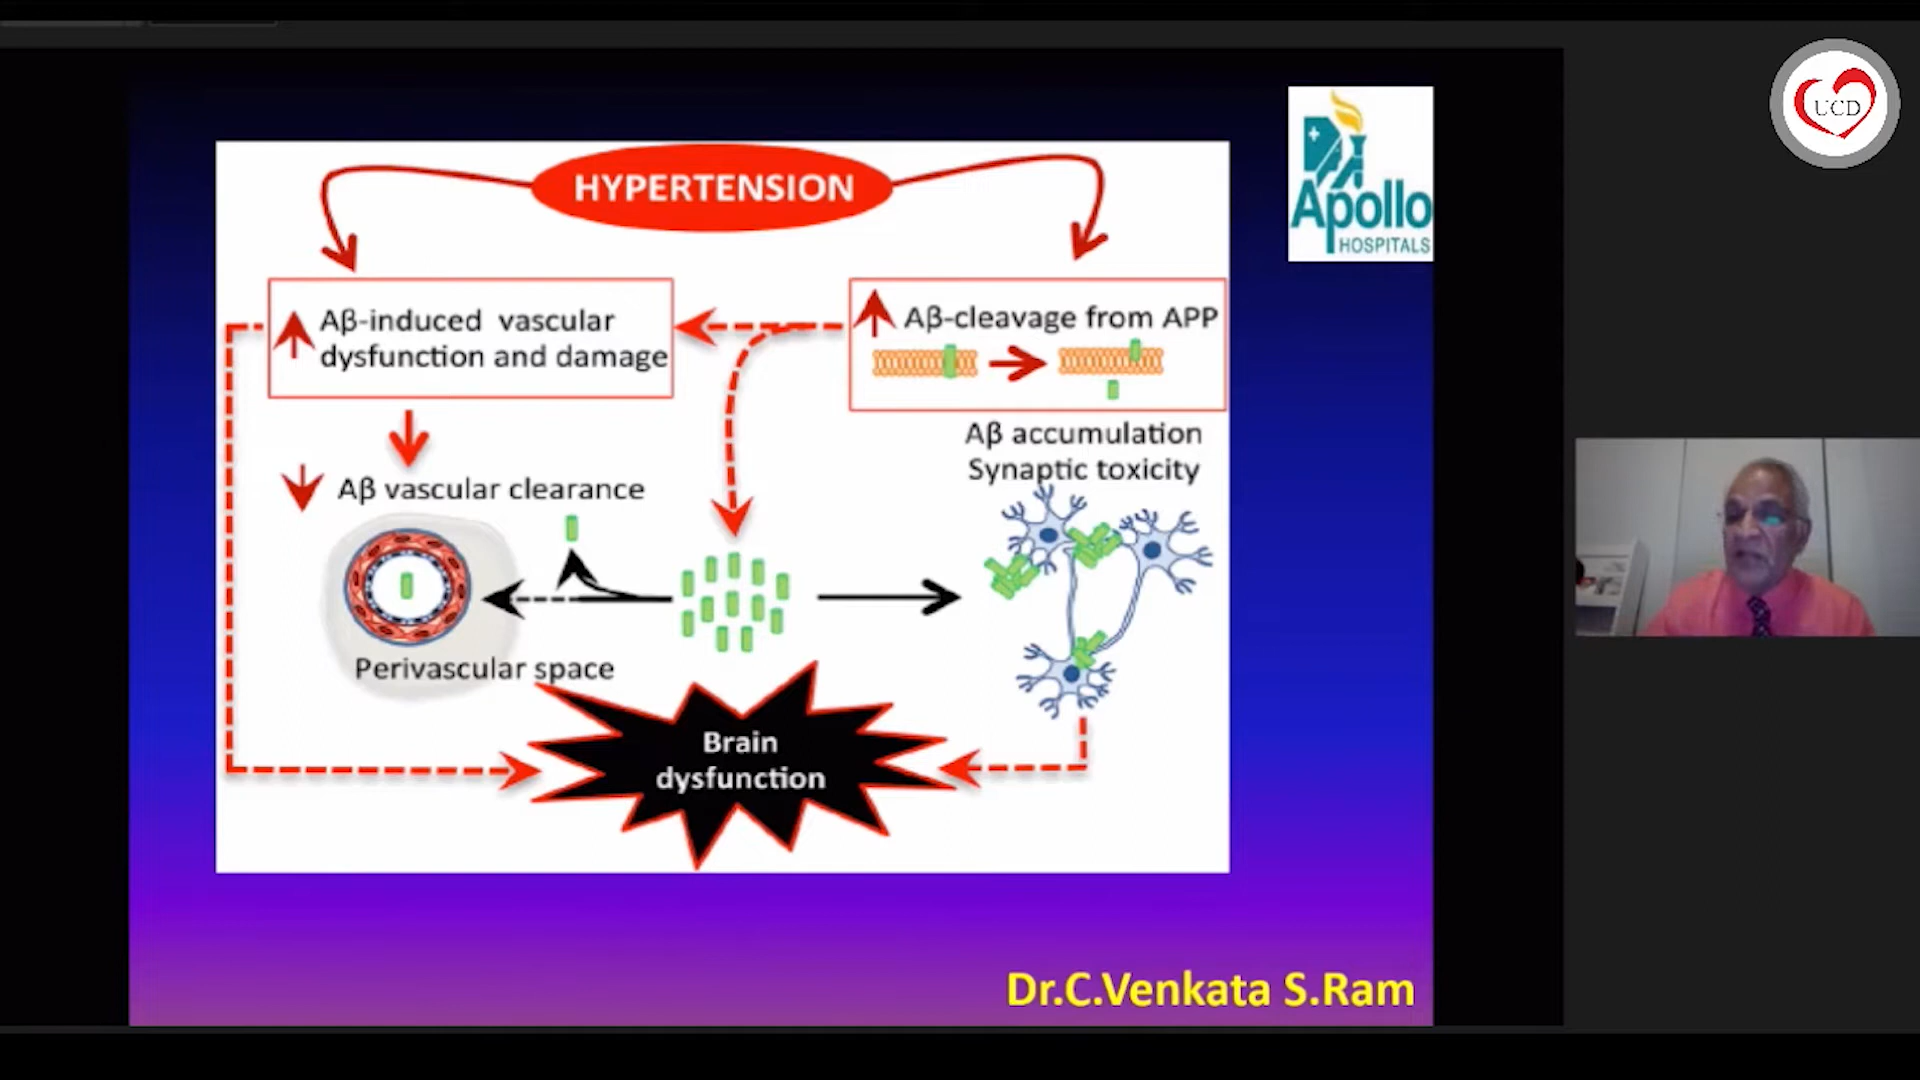 UCD
Apollo
HOSPITALS
HYPERTENSION
Aβ-induced vascular
dysfunction and damage
Aβ-cleavage from APP
Aβ accumulation
Synaptic toxicity
Aβ vascular clearance
Perivascular space
Brain
dysfunction
Dr.C.Venkata S.Ram